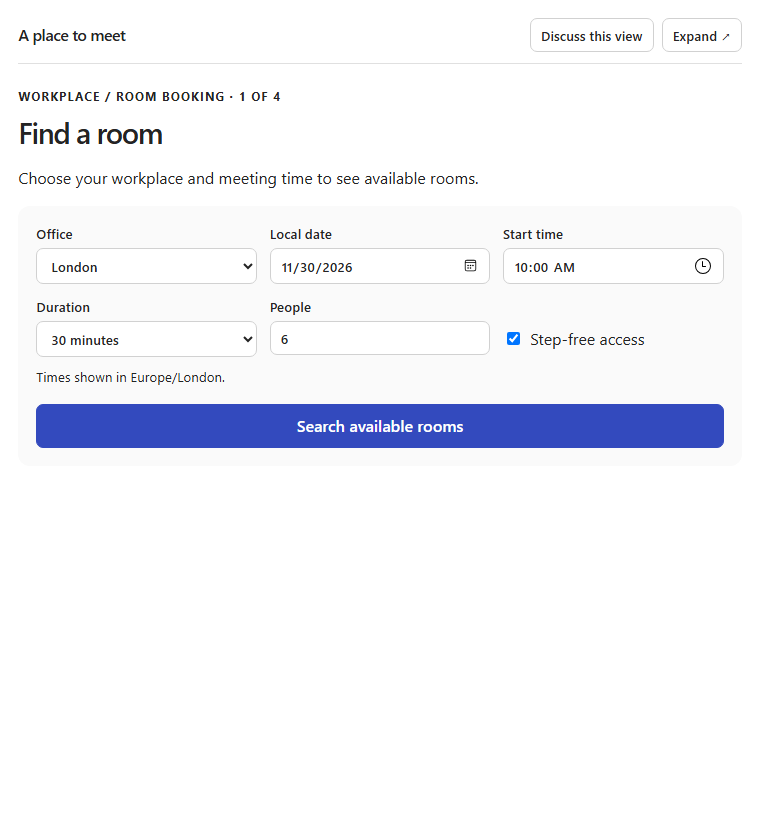 A place to meet
Discuss this view
Expand ↗
WORKPLACE / ROOM BOOKING · 1 OF 4
Find a room
Choose your workplace and meeting time to see available rooms.
Office
Local date
Start time
London
11/30/2026
10:00 AM
Duration
People
30 minutes
6
Step-free access
Times shown in Europe/London.
Search available rooms